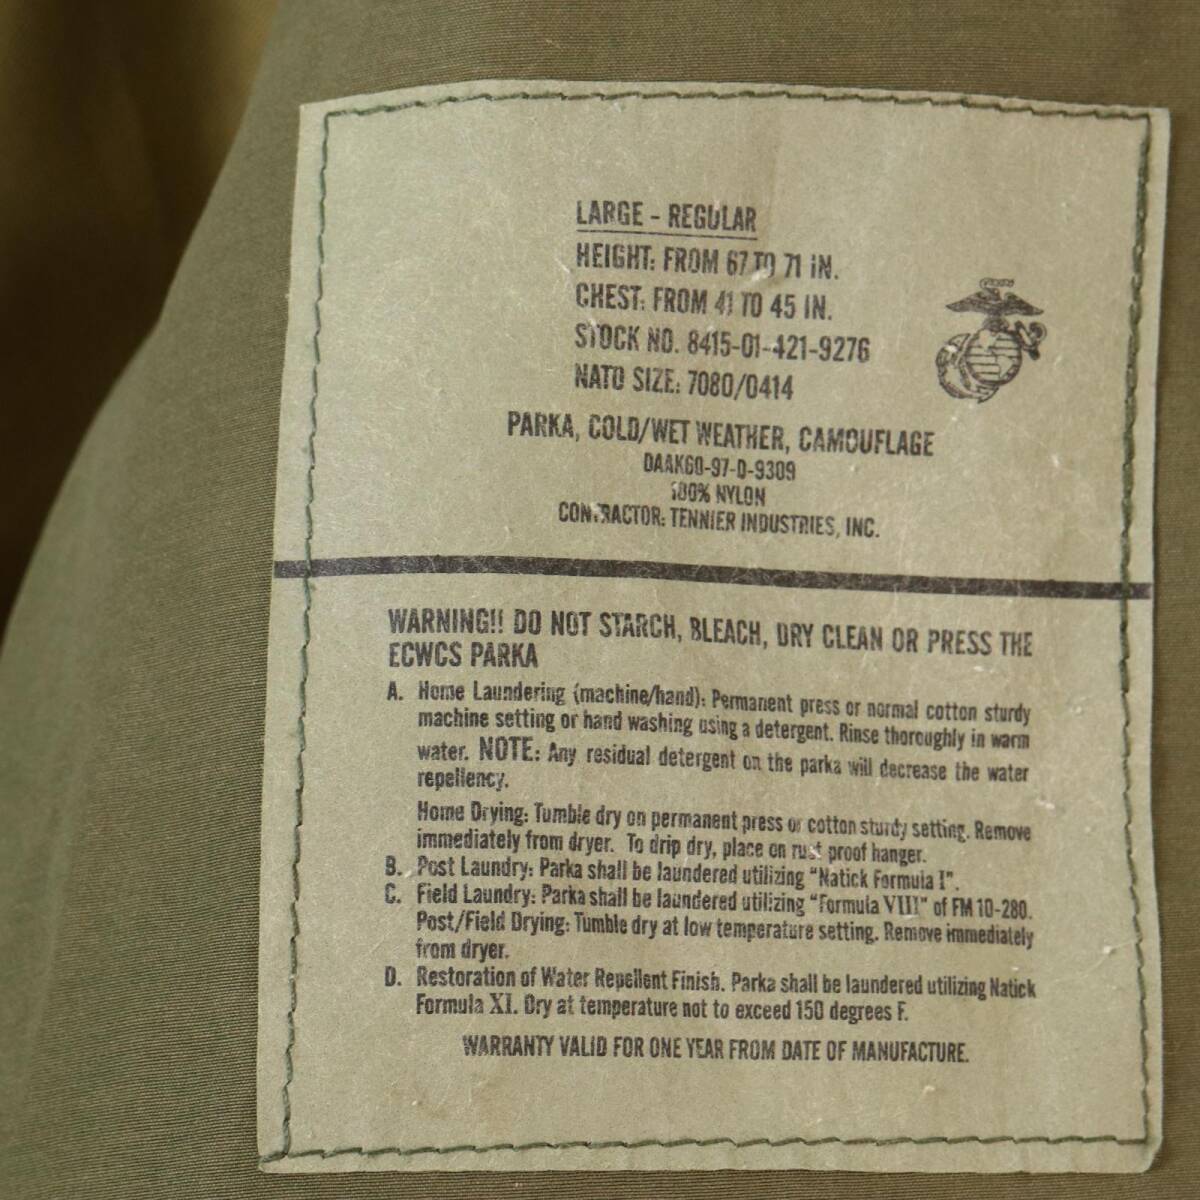 LARGE - REGULAR
HEIGHT: FROM 67 TO 71 IN.
CHEST: FROM 41 TO 45 IN.
STOCK NO. 8415-01-421-9276
NATO SIZE: 7080/0414
PARKA, COLD/WET WEATHER, CAMOUFLAGE
DAAK60-97-D-9309
100% NYLON
CONTRACTOR: TENNIER INDUSTRIES, INC.
WARNING!! DO NOT STARCH, BLEACH, DRY CLEAN OR PRESS THE
ECWCS PARKA
A. Home Laundering (machine/hand): Permanent press or normal cotton sturdy
machine setting or hand washing using a detergent. Rinse thoroughly in warm
water. NOTE: Any residual detergent on the parka will decrease the water
repellency.
Home Drying: Tumble dry on permanent press or cotton sturdy setting. Remove
immediately from dryer. To drip dry, place on rust proof hanger.
B. Post Laundry: Parka shall be laundered utilizing "Natick Formula I".
C. Field Laundry: Parka shall be laundered utilizing "Formula VIII" of FM 10-280.
Post/Field Drying: Tumble dry at low temperature setting. Remove immediately
from dryer.
D. Restoration of Water Repellent Finish. Parka shall be laundered utilizing Natick
Formula XI. Dry at temperature not to exceed 150 degrees F.
WARRANTY VALID FOR ONE YEAR FROM DATE OF MANUFACTURE.